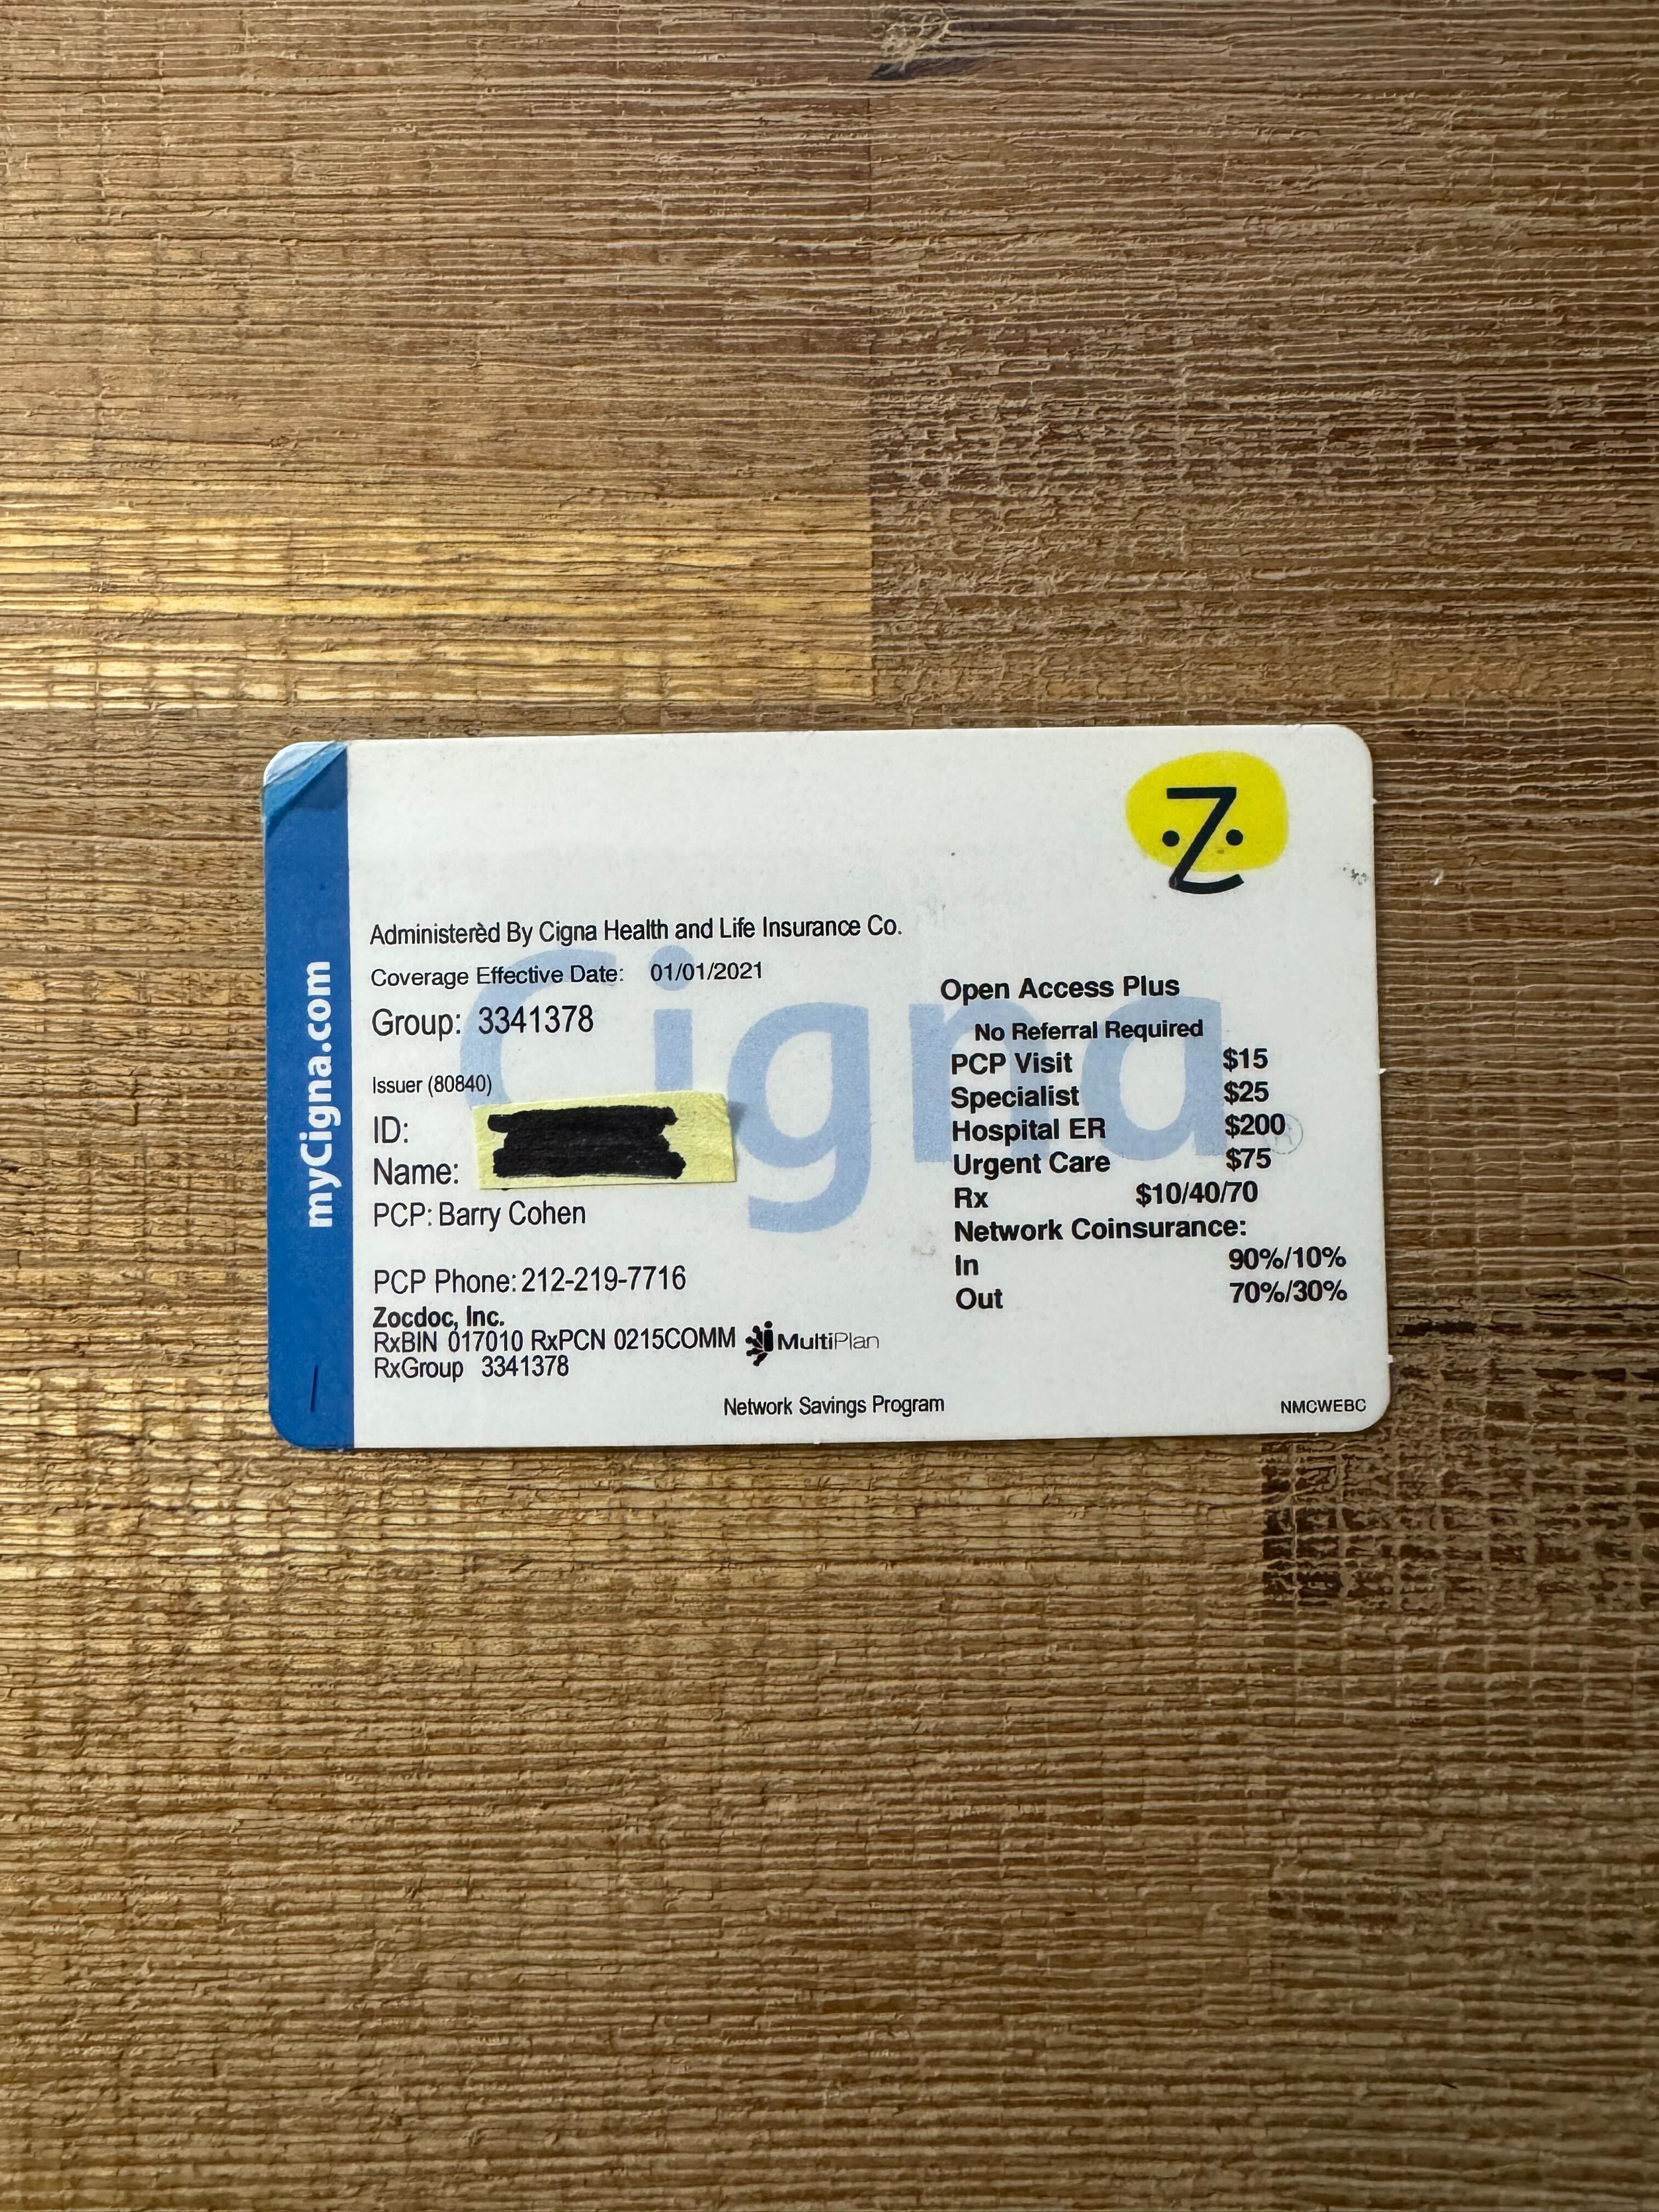 myCigna.com
Z
Administered By Cigna Health and Life Insurance Co.
Coverage Effective Date: 01/01/2021
Group: 3341378
Issuer (80840)
ID:
Name:
PCP: Barry Cohen
PCP Phone: 212-219-7716
Zocdoc, Inc.
RxBIN 017010 RxPCN 0215COMM MultiPlan
RxGroup 3341378
Cigna
Open Access Plus
No Referral Required
PCP Visit $15
Specialist $25
Hospital ER $200
Urgent Care $75
Rx $10/40/70
Network Coinsurance:
In 90%/10%
Out 70%/30%
Network Savings Program
NMCWEBC